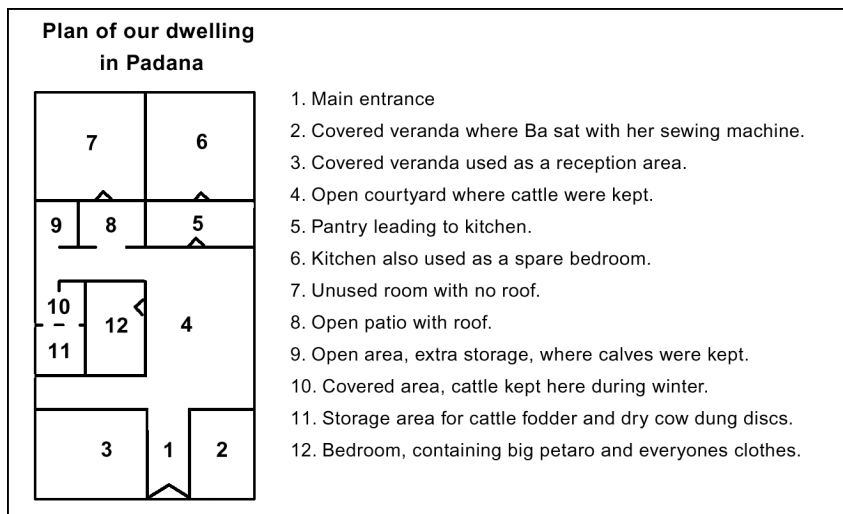 Plan of our dwelling
in Padana
7
6
9
8
5
10
12
4
11
3
1
2
1. Main entrance
2. Covered veranda where Ba sat with her sewing machine.
3. Covered veranda used as a reception area.
4. Open courtyard where cattle were kept.
5. Pantry leading to kitchen.
6. Kitchen also used as a spare bedroom.
7. Unused room with no roof.
8. Open patio with roof.
9. Open area, extra storage, where calves were kept.
10. Covered area, cattle kept here during winter.
11. Storage area for cattle fodder and dry cow dung discs.
12. Bedroom, containing big petaro and everyones clothes.